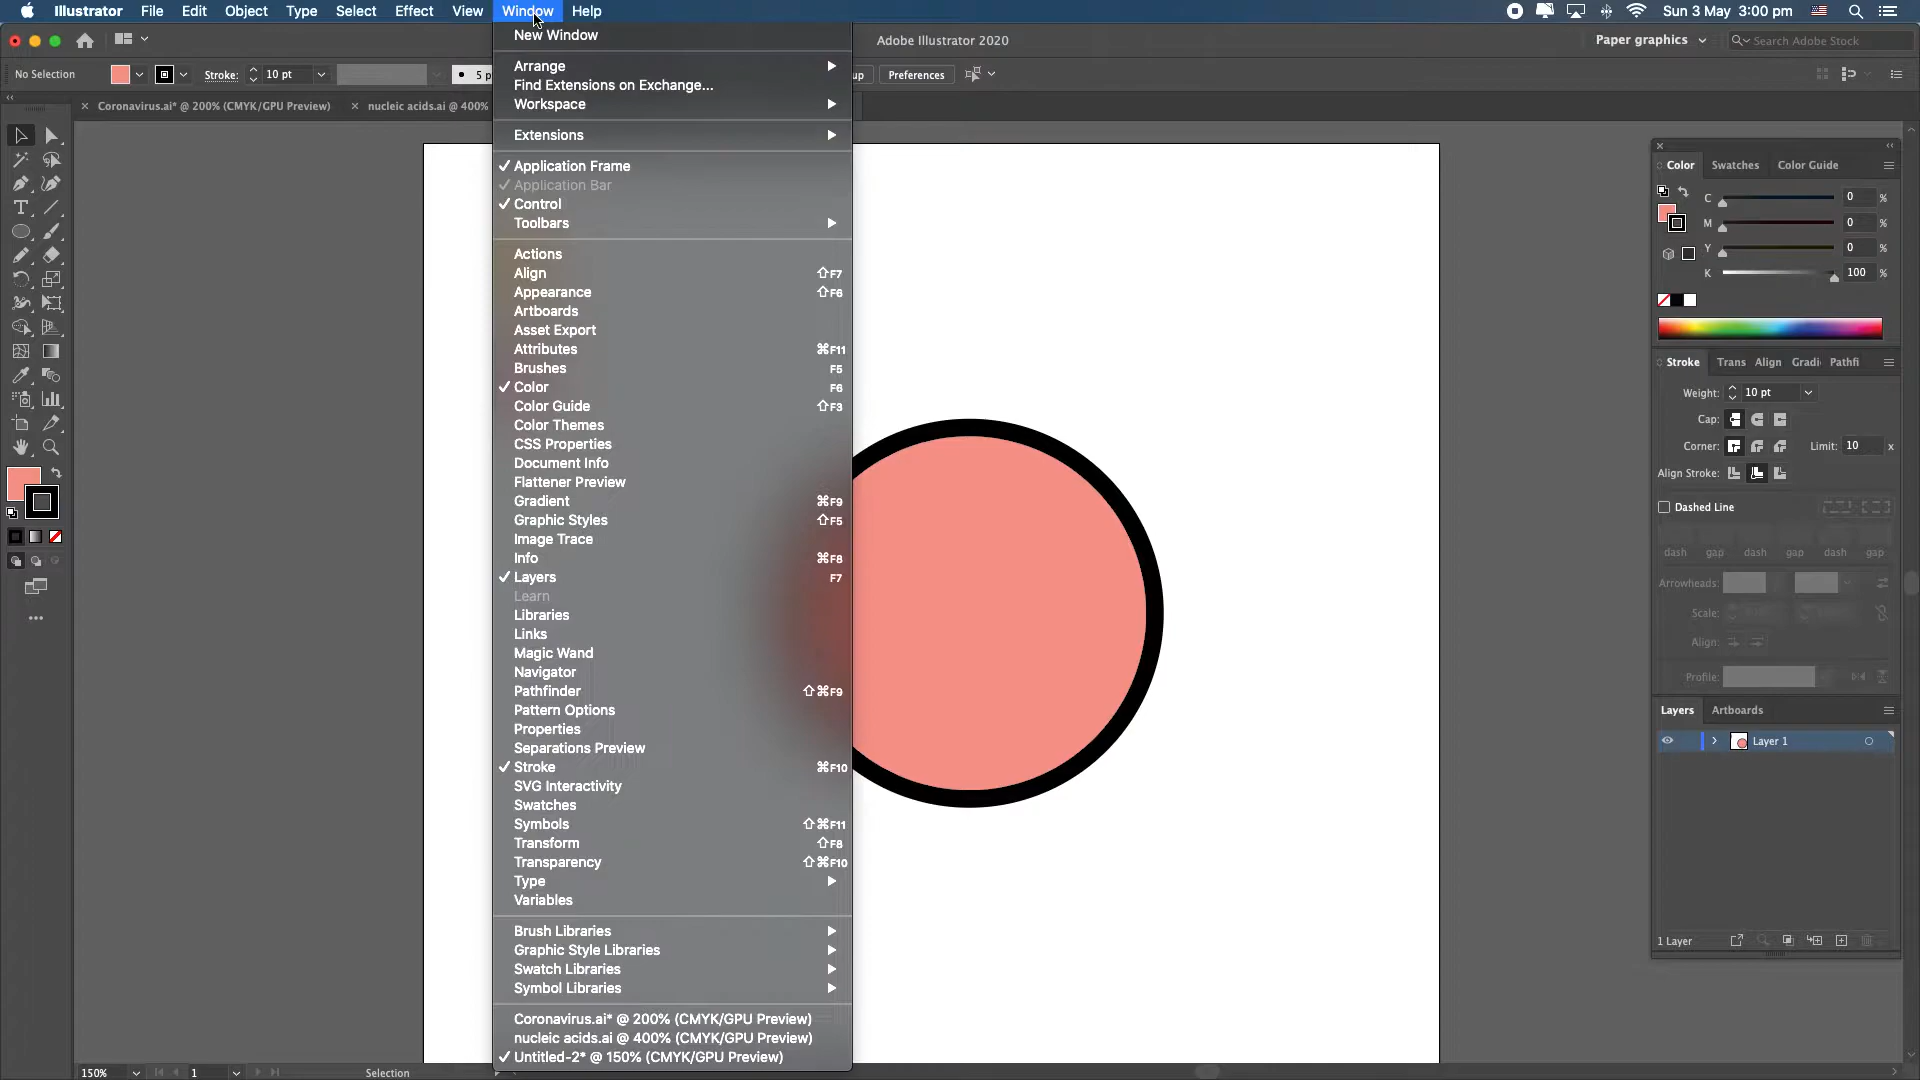 Illustrator File Edit Object Type Select Effect View Window Help Sun 3 May 3:00 pm
Adobe Illustrator 2020 Paper graphics Search Adobe Stock
No Selection Stroke: 10 pt 5 p up Preferences
Coronavirus.ai* @ 200% (CMYK/GPU Preview) nucleic acids.ai @ 400%
New Window
Arrange
Find Extensions on Exchange...
Workspace
Extensions
Application Frame
Application Bar
Control
Toolbars
Actions
Align ⇧F7
Appearance ⇧F6
Artboards
Asset Export
Attributes ⌘F11
Brushes F5
Color F6
Color Guide ⇧F3
Color Themes
CSS Properties
Document Info
Flattener Preview
Gradient ⌘F9
Graphic Styles ⇧F5
Image Trace
Info ⌘F8
Layers F7
Learn
Libraries
Links
Magic Wand
Navigator
Pathfinder ⇧⌘F9
Pattern Options
Properties
Separations Preview
Stroke ⌘F10
SVG Interactivity
Swatches
Symbols ⇧⌘F11
Transform ⇧F8
Transparency ⇧⌘F10
Type
Variables
Brush Libraries
Graphic Style Libraries
Swatch Libraries
Symbol Libraries
Coronavirus.ai* @ 200% (CMYK/GPU Preview)
nucleic acids.ai @ 400% (CMYK/GPU Preview)
Untitled-2* @ 150% (CMYK/GPU Preview)
Color Swatches Color Guide
C 0 %
M 0 %
Y 0 %
K 100 %
Stroke Trans Align Gradi Pathfi
Weight: 10 pt
Cap:
Corner: Limit: 10 x
Align Stroke:
Dashed Line
dash gap dash gap dash gap
Arrowheads:
Scale:
Align:
Profile:
Layers Artboards
Layer 1
1 Layer
150% 1 Selection